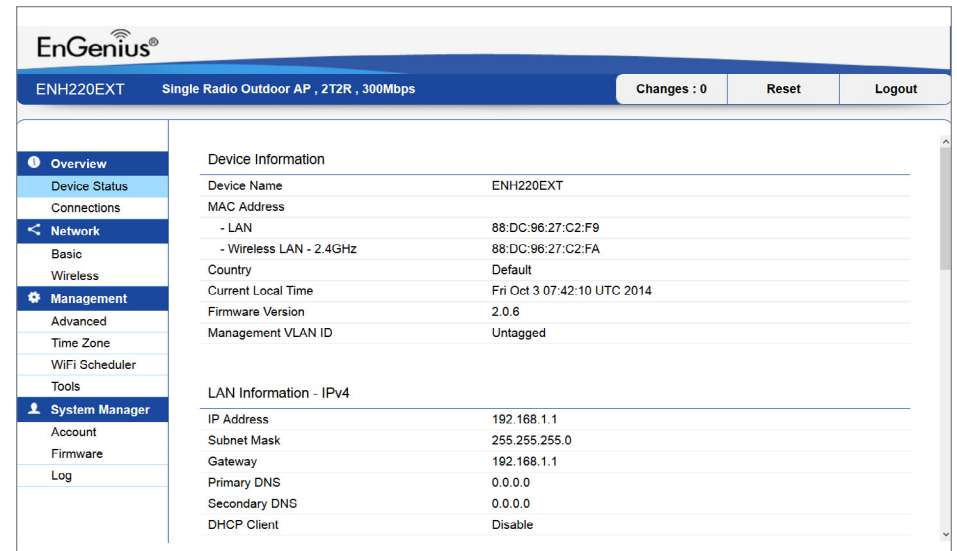 EnGenius®
ENH220EXT Single Radio Outdoor AP , 2T2R , 300Mbps Changes : 0 Reset Logout
Overview
Device Status
Connections
Network
Basic
Wireless
Management
Advanced
Time Zone
WiFi Scheduler
Tools
System Manager
Account
Firmware
Log
Device Information
Device Name ENH220EXT
MAC Address
- LAN 88:DC:96:27:C2:F9
- Wireless LAN - 2.4GHz 88:DC:96:27:C2:FA
Country Default
Current Local Time Fri Oct 3 07:42:10 UTC 2014
Firmware Version 2.0.6
Management VLAN ID Untagged
LAN Information - IPv4
IP Address 192.168.1.1
Subnet Mask 255.255.255.0
Gateway 192.168.1.1
Primary DNS 0.0.0.0
Secondary DNS 0.0.0.0
DHCP Client Disable